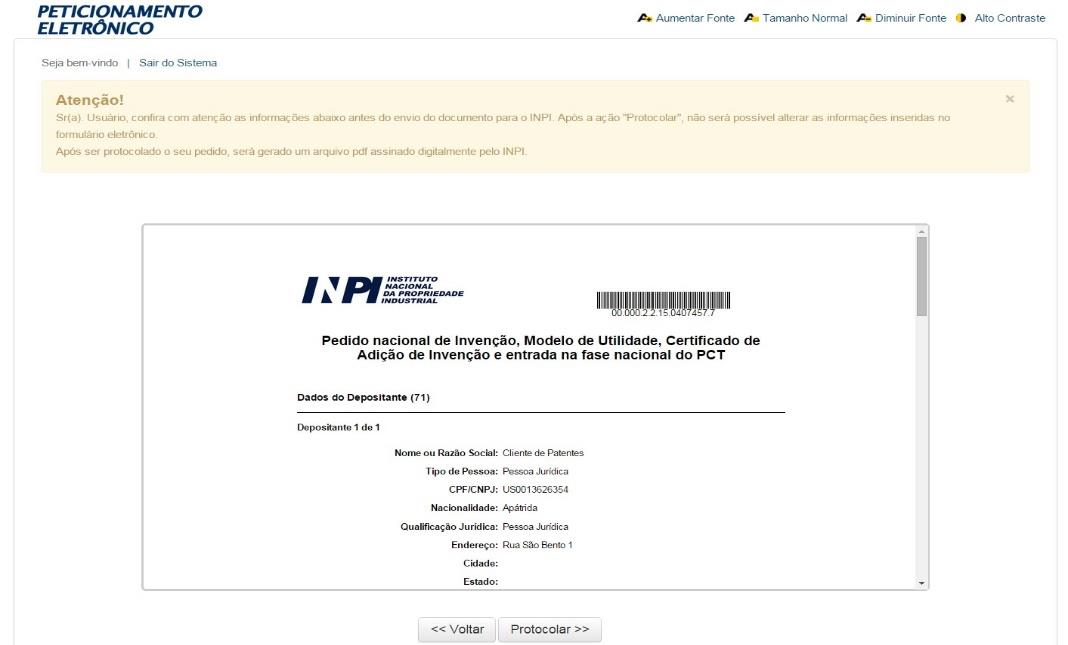 PETICIONAMENTO
ELETRÔNICO
A+ Aumentar Fonte A Tamanho Normal A- Diminuir Fonte Alto Contraste
Seja bem-vindo | Sair do Sistema
Atenção! ×
Sr(a). Usuário, confira com atenção as informações abaixo antes do envio do documento para o INPI. Após a ação "Protocolar", não será possível alterar as informações inseridas no
formulário eletrônico.
Após ser protocolado o seu pedido, será gerado um arquivo pdf assinado digitalmente pelo INPI.
INPI INSTITUTO
NACIONAL
DA PROPRIEDADE
INDUSTRIAL
00.000.2.2.15.0407457.7
Pedido nacional de Invenção, Modelo de Utilidade, Certificado de
Adição de Invenção e entrada na fase nacional do PCT
Dados do Depositante (71)
Depositante 1 de 1
Nome ou Razão Social: Cliente de Patentes
Tipo de Pessoa: Pessoa Jurídica
CPF/CNPJ: US0013626354
Nacionalidade: Apátrida
Qualificação Jurídica: Pessoa Jurídica
Endereço: Rua São Bento 1
Cidade:
Estado:
<< Voltar Protocolar >>